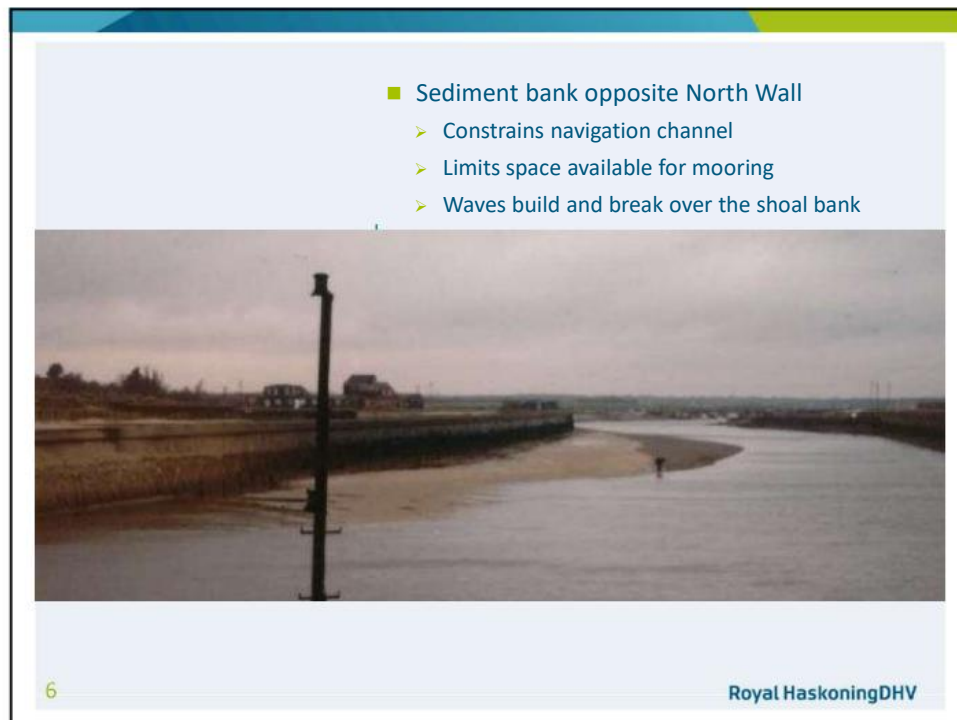 Sediment bank opposite North Wall
Constrains navigation channel
Limits space available for mooring
Waves build and break over the shoal bank
6
Royal HaskoningDHV